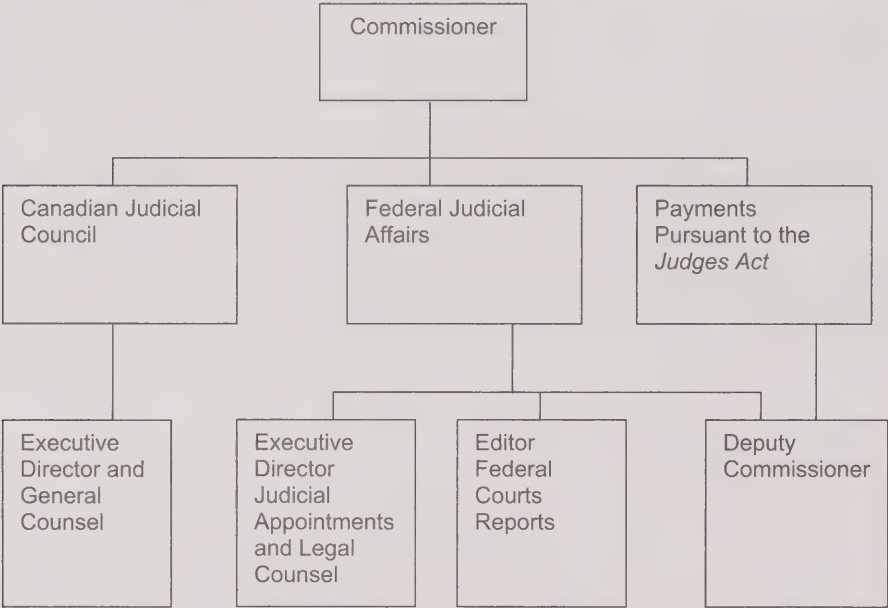 Commissioner
Canadian Judicial
Council
Federal Judicial
Affairs
Payments
Pursuant to the
Judges Act
Executive
Director and
General
Counsel
Executive
Director
Judicial
Appointments
and Legal
Counsel
Editor
Federal
Courts
Reports
Deputy
Commissioner